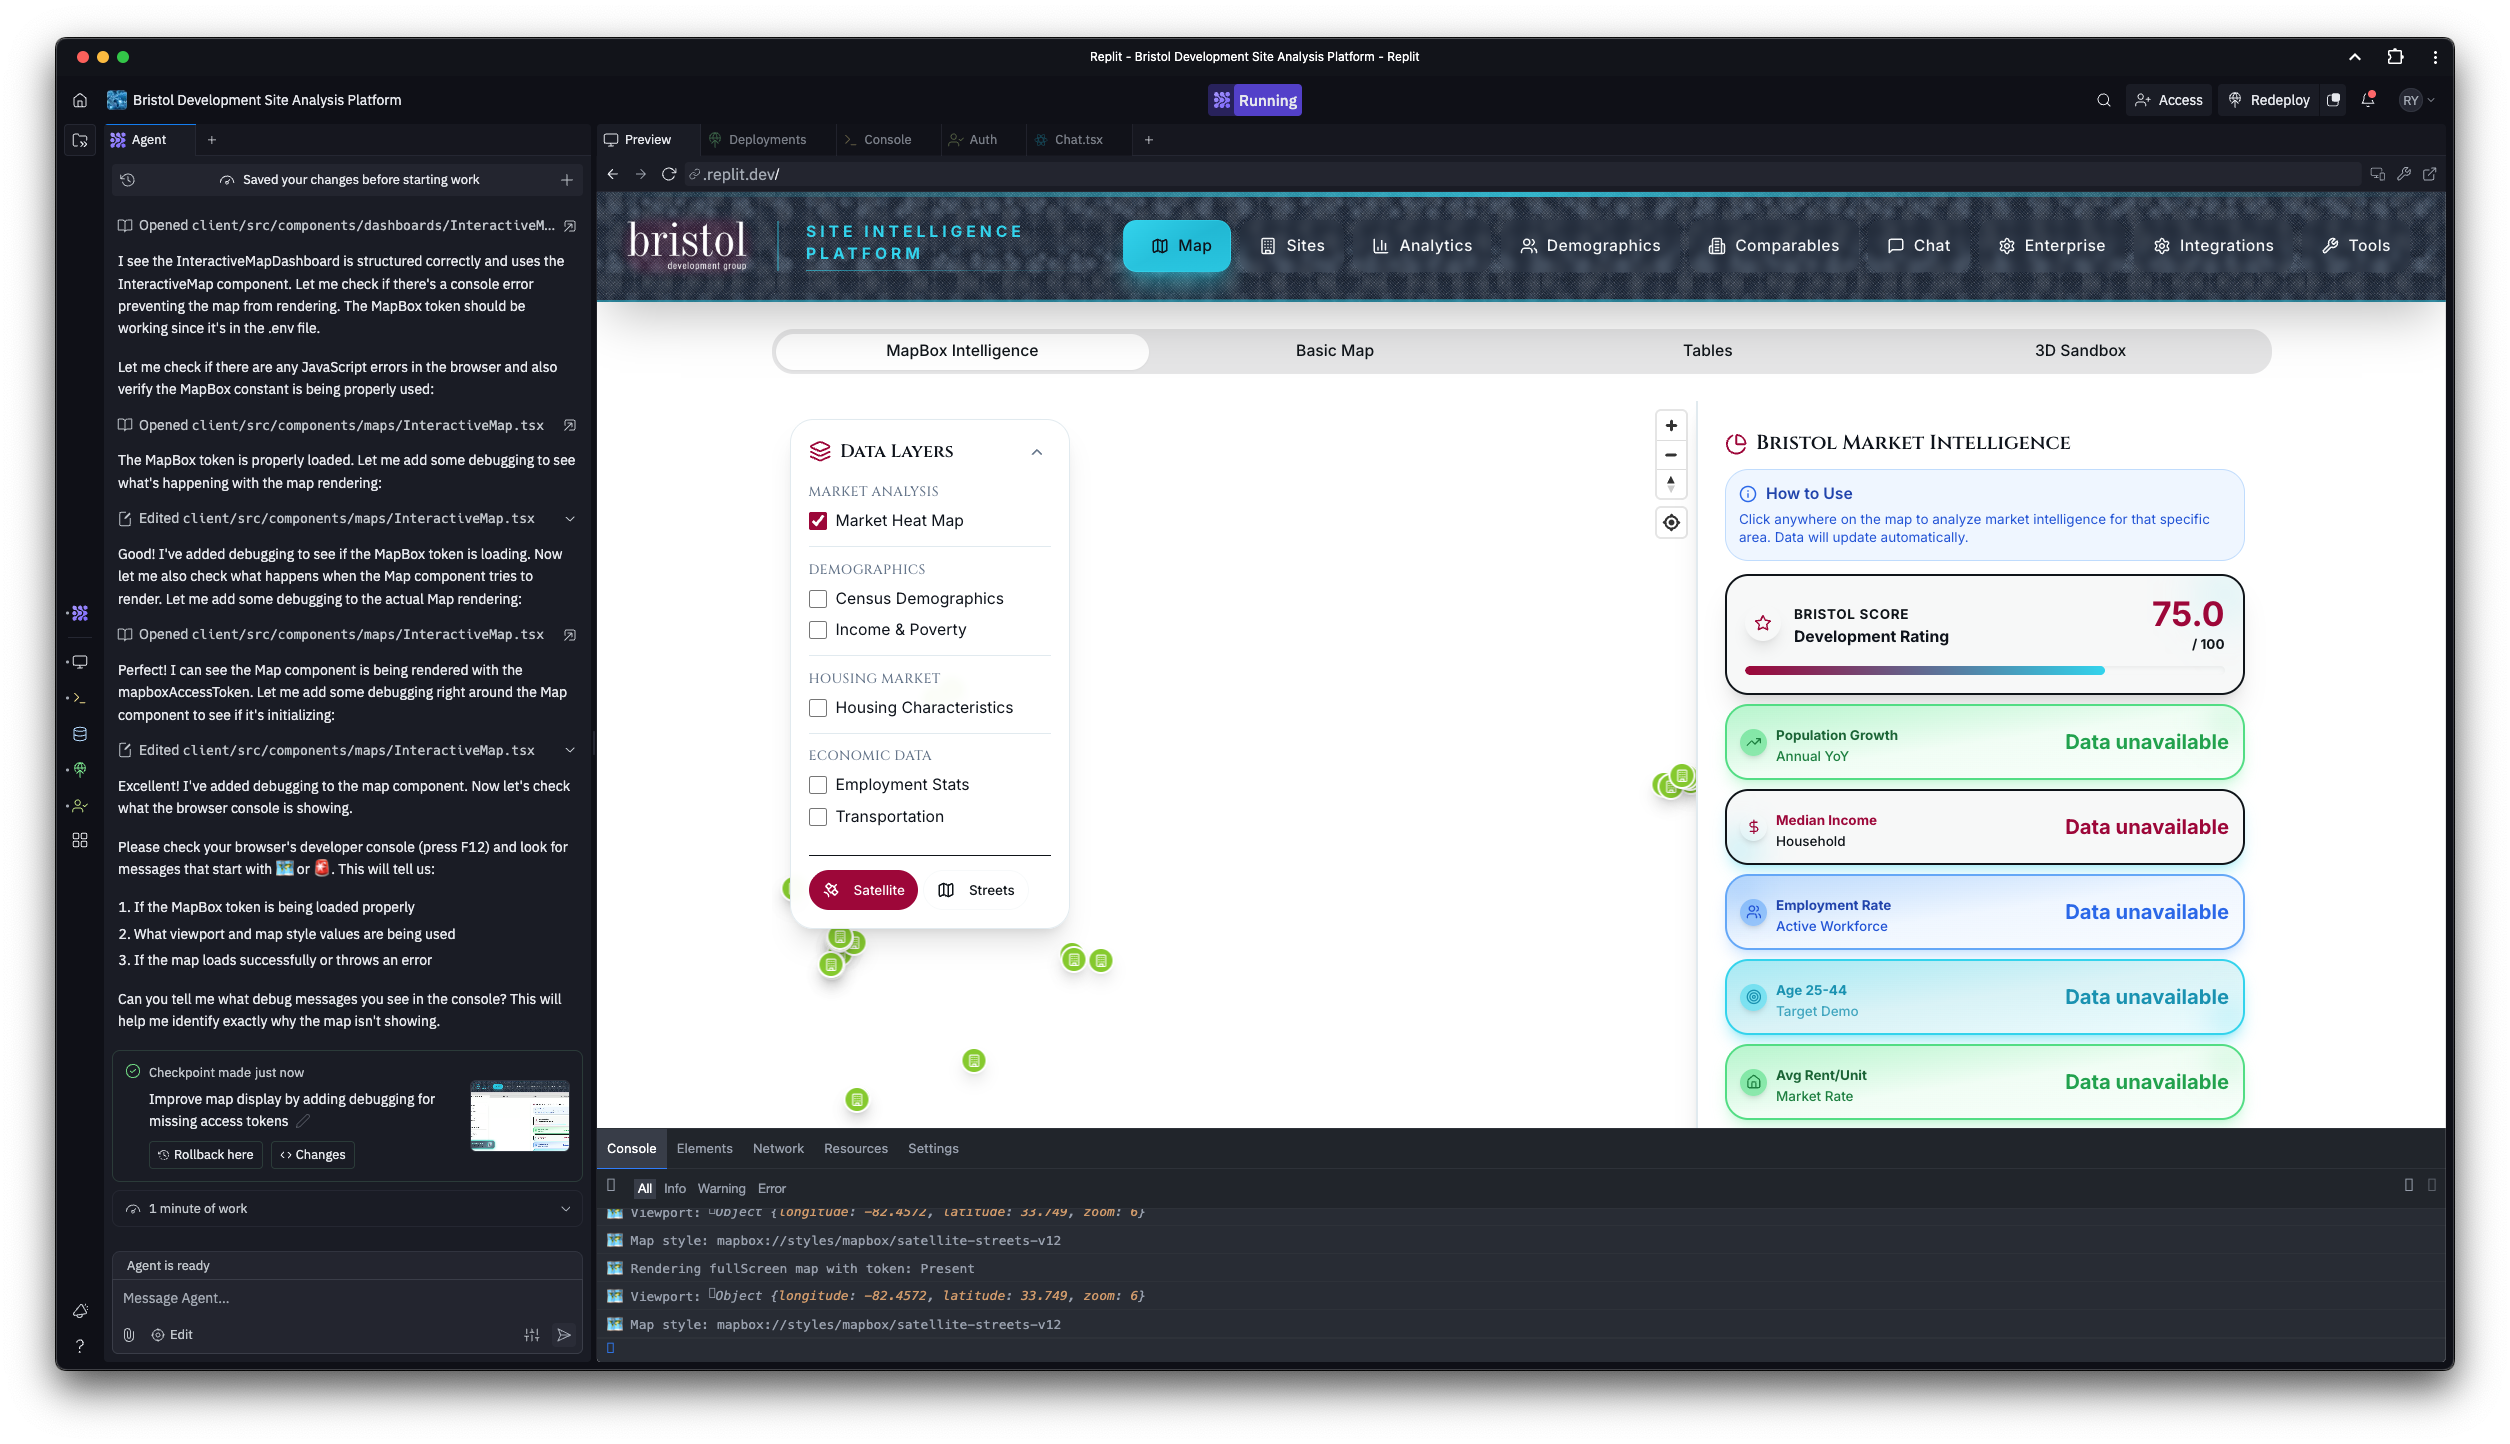 Replit - Bristol Development Site Analysis Platform - Replit
Bristol Development Site Analysis Platform
Running
Access
Redeploy
RY
Agent
Saved your changes before starting work
Opened client/src/components/dashboards/InteractiveM...
I see the InteractiveMapDashboard is structured correctly and uses the
InteractiveMap component. Let me check if there's a console error
preventing the map from rendering. The MapBox token should be
working since it's in the .env file.
Let me check if there are any JavaScript errors in the browser and also
verify the MapBox constant is being properly used:
Opened client/src/components/maps/InteractiveMap.tsx
The MapBox token is properly loaded. Let me add some debugging to see
what's happening with the map rendering:
Edited client/src/components/maps/InteractiveMap.tsx
Good! I've added debugging to see if the MapBox token is loading. Now
let me also check what happens when the Map component tries to
render. Let me add some debugging to the actual Map rendering:
Opened client/src/components/maps/InteractiveMap.tsx
Perfect! I can see the Map component is being rendered with the
mapboxAccessToken. Let me add some debugging right around the Map
component to see if it's initializing:
Edited client/src/components/maps/InteractiveMap.tsx
Excellent! I've added debugging to the map component. Now let's check
what the browser console is showing.
Please check your browser's developer console (press F12) and look for
messages that start with 🗺️ or 🚨. This will tell us:
1. If the MapBox token is being loaded properly
2. What viewport and map style values are being used
3. If the map loads successfully or throws an error
Can you tell me what debug messages you see in the console? This will
help me identify exactly why the map isn't showing.
Checkpoint made just now
Improve map display by adding debugging for
missing access tokens
Rollback here
Changes
1 minute of work
Agent is ready
Message Agent...
Edit
Preview
Deployments
Console
Auth
Chat.tsx
.replit.dev/
bristol
development group
SITE INTELLIGENCE
PLATFORM
Map
Sites
Analytics
Demographics
Comparables
Chat
Enterprise
Integrations
Tools
MapBox Intelligence
Basic Map
Tables
3D Sandbox
Data Layers
MARKET ANALYSIS
Market Heat Map
DEMOGRAPHICS
Census Demographics
Income & Poverty
HOUSING MARKET
Housing Characteristics
ECONOMIC DATA
Employment Stats
Transportation
Satellite
Streets
Bristol Market Intelligence
How to Use
Click anywhere on the map to analyze market intelligence for that specific
area. Data will update automatically.
BRISTOL SCORE
Development Rating
75.0
/ 100
Population Growth
Annual YoY
Data unavailable
Median Income
Household
Data unavailable
Employment Rate
Active Workforce
Data unavailable
Age 25-44
Target Demo
Data unavailable
Avg Rent/Unit
Market Rate
Data unavailable
Console
Elements
Network
Resources
Settings
All
Info
Warning
Error
🗺️ Viewport: Object {longitude: -82.4572, latitude: 33.749, zoom: 6}
🗺️ Map style: mapbox://styles/mapbox/satellite-streets-v12
🗺️ Rendering fullScreen map with token: Present
🗺️ Viewport: Object {longitude: -82.4572, latitude: 33.749, zoom: 6}
🗺️ Map style: mapbox://styles/mapbox/satellite-streets-v12